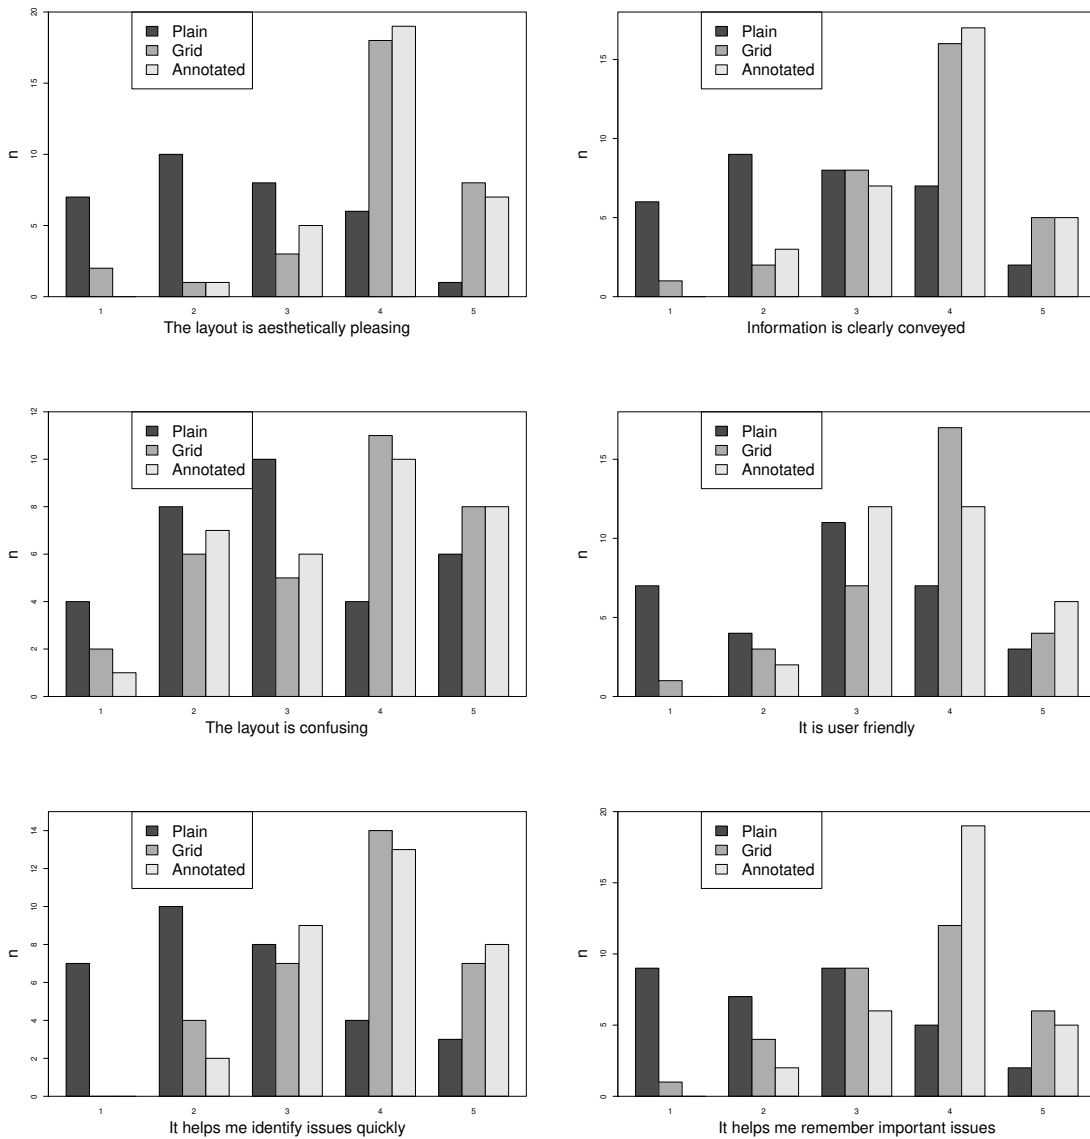 Plain
Grid
Annotated
n
0 5 10 15 20
1 2 3 4 5
The layout is aesthetically pleasing
Plain
Grid
Annotated
n
0 5 10 15
1 2 3 4 5
Information is clearly conveyed
Plain
Grid
Annotated
n
0 2 4 6 8 10 12
1 2 3 4 5
The layout is confusing
Plain
Grid
Annotated
n
0 5 10 15
1 2 3 4 5
It is user friendly
Plain
Grid
Annotated
n
0 2 4 6 8 10 12 14
1 2 3 4 5
It helps me identify issues quickly
Plain
Grid
Annotated
n
0 5 10 15 20
1 2 3 4 5
It helps me remember important issues